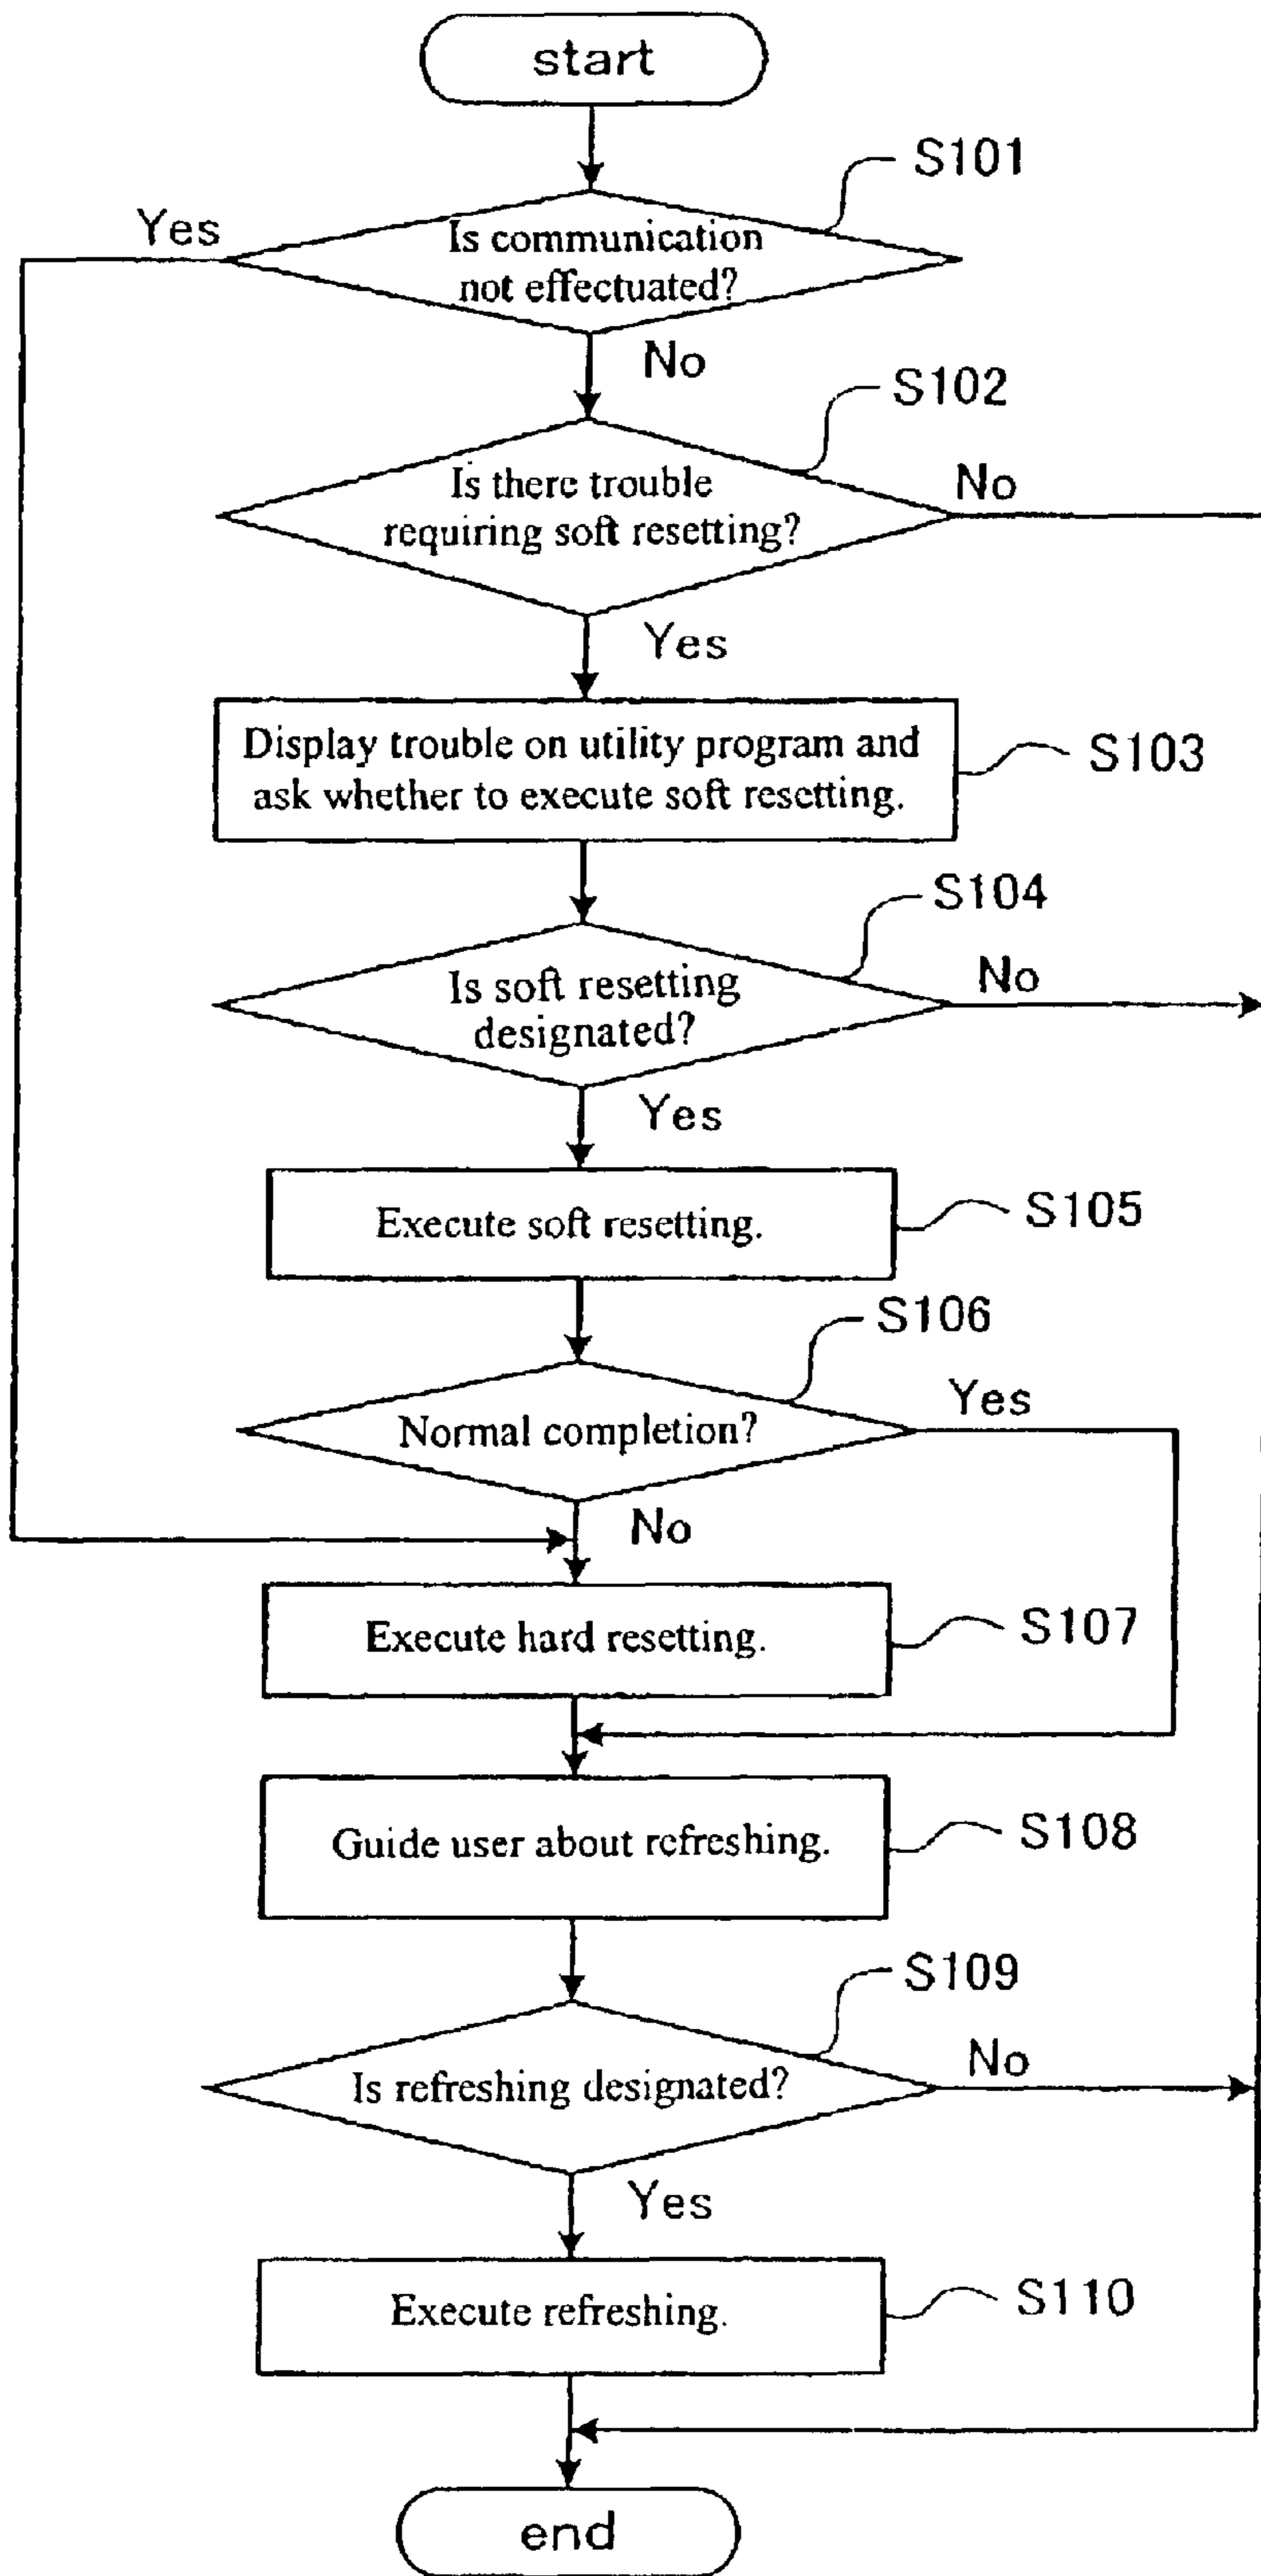 start
S101
Yes
Is communication
not effectuated?
No
S102
Is there trouble
requiring soft resetting?
No
Yes
Display trouble on utility program and
ask whether to execute soft resetting.
S103
S104
Is soft resetting
designated?
No
Yes
Execute soft resetting.
S105
S106
Normal completion?
Yes
No
Execute hard resetting.
S107
Guide user about refreshing.
S108
S109
Is refreshing designated?
No
Yes
Execute refreshing.
S110
end